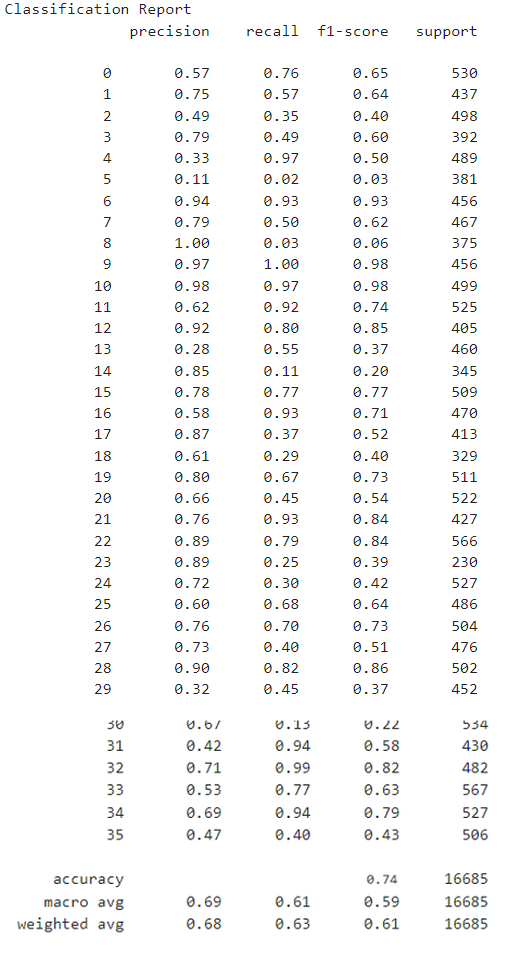 Classification Report
precision recall f1-score support
0 0.57 0.76 0.65 530
1 0.75 0.57 0.64 437
2 0.49 0.35 0.40 498
3 0.79 0.49 0.60 392
4 0.33 0.97 0.50 489
5 0.11 0.02 0.03 381
6 0.94 0.93 0.93 456
7 0.79 0.50 0.62 467
8 1.00 0.03 0.06 375
9 0.97 1.00 0.98 456
10 0.98 0.97 0.98 499
11 0.62 0.92 0.74 525
12 0.92 0.80 0.85 405
13 0.28 0.55 0.37 460
14 0.85 0.11 0.20 345
15 0.78 0.77 0.77 509
16 0.58 0.93 0.71 470
17 0.87 0.37 0.52 413
18 0.61 0.29 0.40 329
19 0.80 0.67 0.73 511
20 0.66 0.45 0.54 522
21 0.76 0.93 0.84 427
22 0.89 0.79 0.84 566
23 0.89 0.25 0.39 230
24 0.72 0.30 0.42 527
25 0.60 0.68 0.64 486
26 0.76 0.70 0.73 504
27 0.73 0.40 0.51 476
28 0.90 0.82 0.86 502
29 0.32 0.45 0.37 452
30 0.67 0.13 0.22 534
31 0.42 0.94 0.58 430
32 0.71 0.99 0.82 482
33 0.53 0.77 0.63 567
34 0.69 0.94 0.79 527
35 0.47 0.40 0.43 506
accuracy 0.74 16685
macro avg 0.69 0.61 0.59 16685
weighted avg 0.68 0.63 0.61 16685